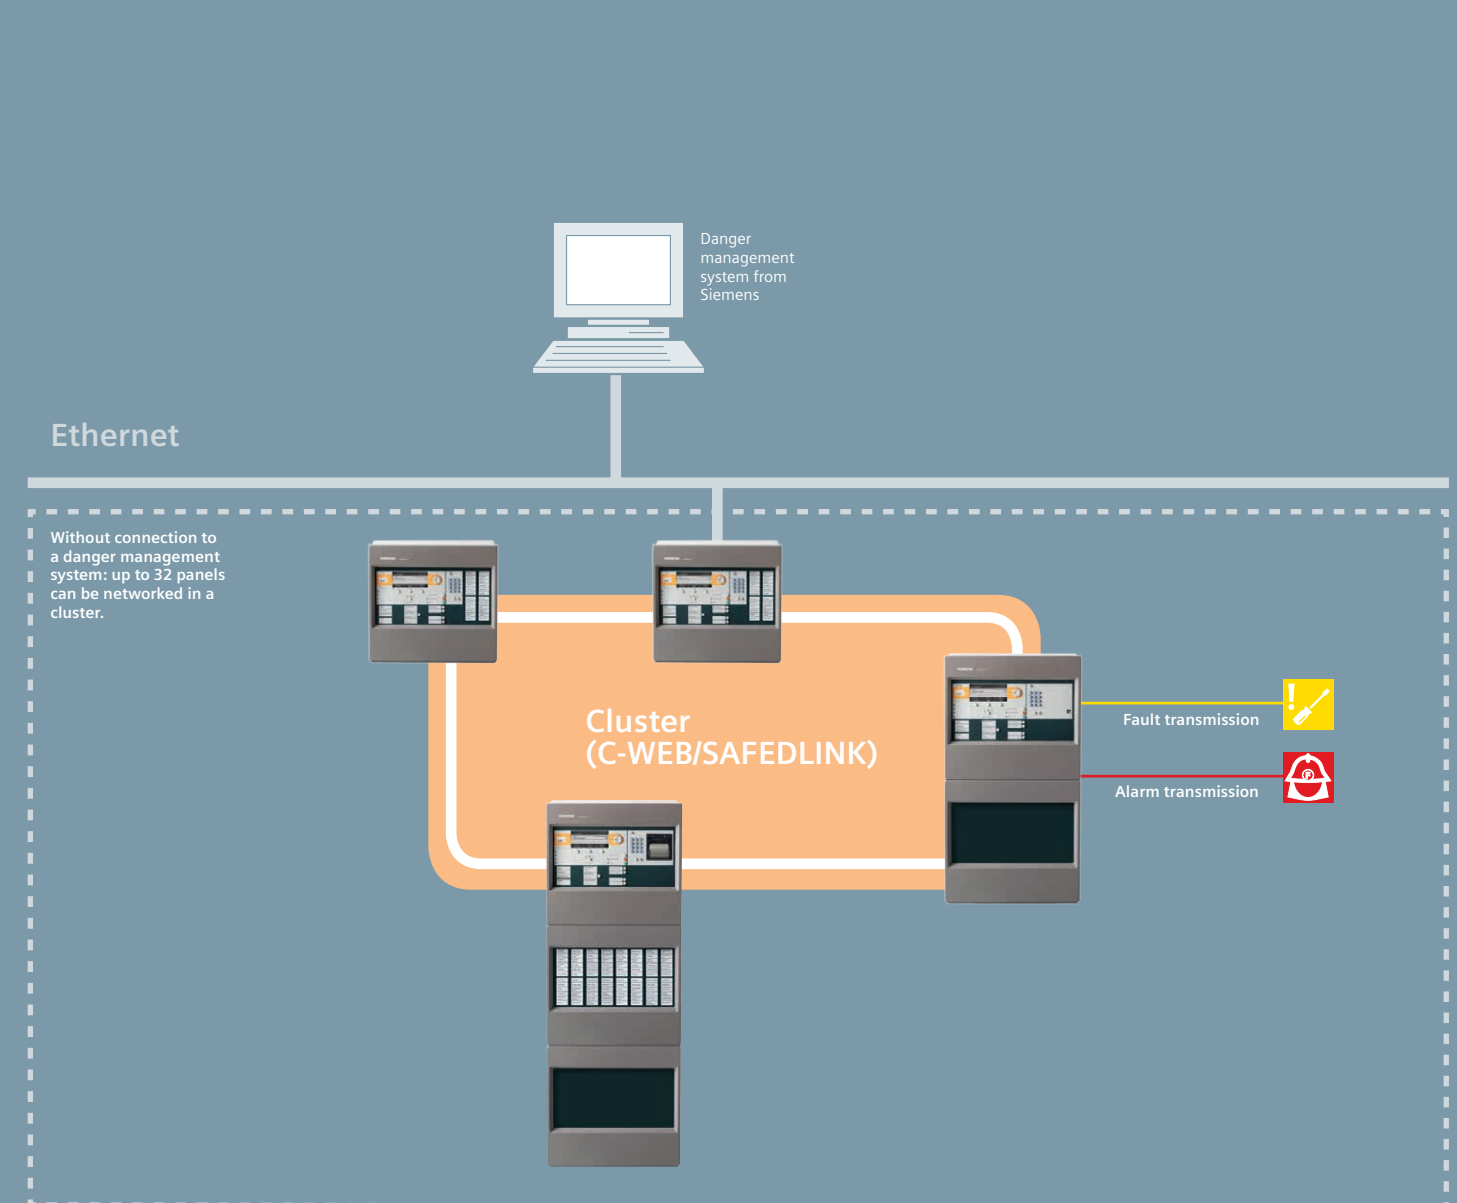 Danger
management
system from
Siemens
Ethernet
Without connection to
a danger management
system: up to 32 panels
can be networked in a
cluster.
Cluster
(C-WEB/SAFEDLINK)
Fault transmission
Alarm transmission